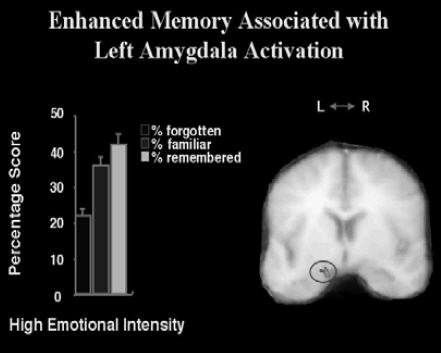 Enhanced Memory Associated with
Left Amygdala Activation
Percentage Score
50
40
30
20
10
0
% forgotten
% familiar
% remembered
High Emotional Intensity
L ↔ R